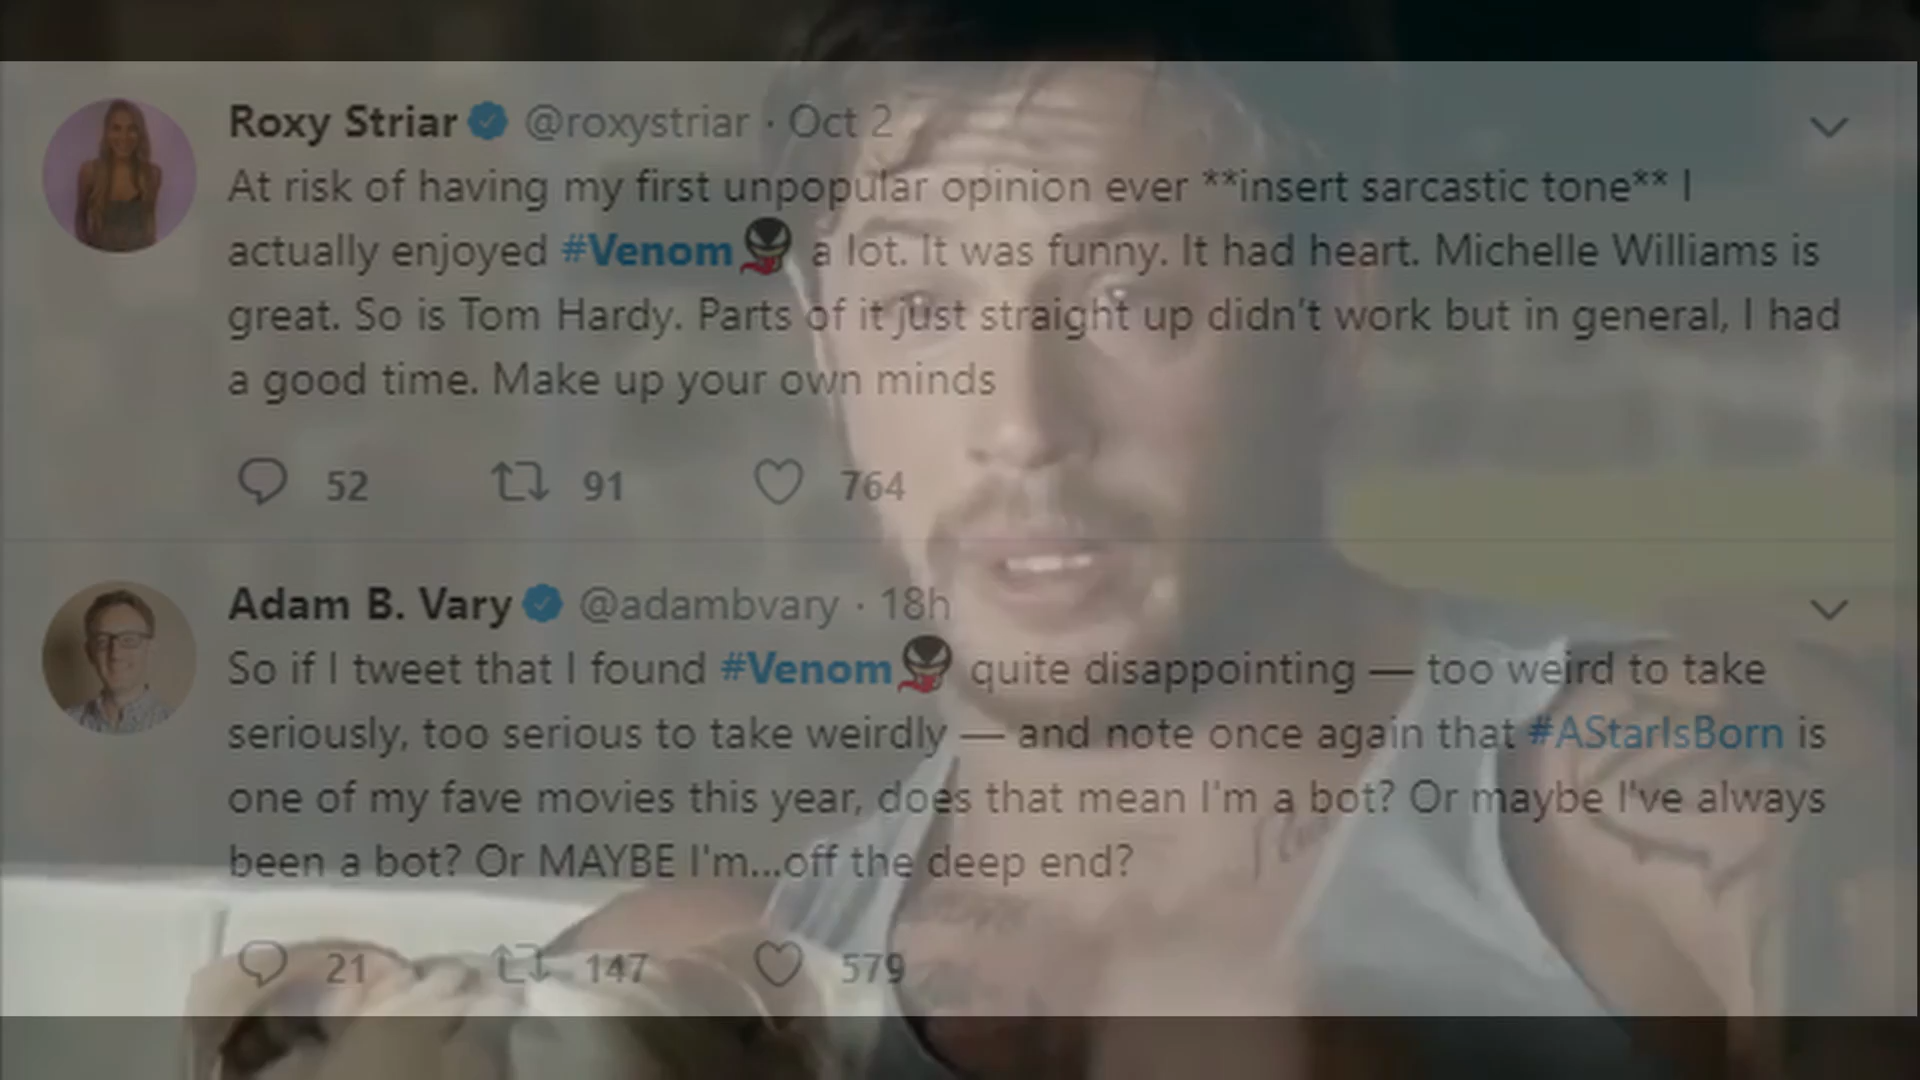 Roxy Striar @roxystriar · Oct 2
At risk of having my first unpopular opinion ever **insert sarcastic tone** I
actually enjoyed #Venom a lot. It was funny. It had heart. Michelle Williams is
great. So is Tom Hardy. Parts of it just straight up didn't work but in general, I had
a good time. Make up your own minds
52 91 764
Adam B. Vary @adambvary · 18h
So if I tweet that I found #Venom quite disappointing — too weird to take
seriously, too serious to take weirdly — and note once again that #AStarIsBorn is
one of my fave movies this year, does that mean I'm a bot? Or maybe I've always
been a bot? Or MAYBE I'm...off the deep end?
21 147 579